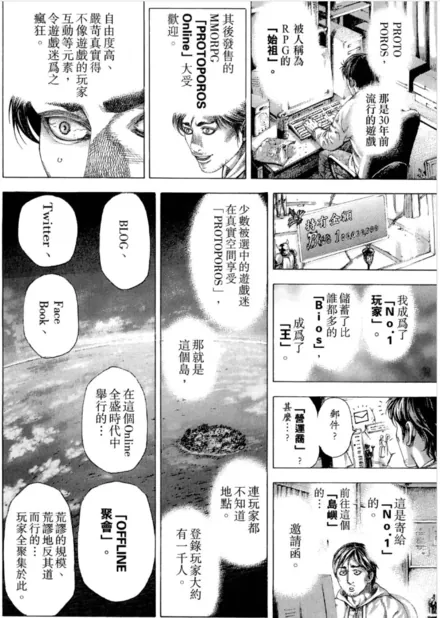 PROTO
POROS，
那是30年前
流行的遊戲
被人稱為
RPG的
「始祖」。
其後發售的
MMORPG
「PROTOPOROS
Online」大受
歡迎。
自由度高、
嚴苛真實得
不像遊戲的玩家
互動等元素，
令遊戲迷爲之
瘋狂。
持有金額
我成爲了
「No.1
玩家」。
儲蓄了比
誰都多的
「Bios」，
成爲了
「王」。
郵件？
「營運商」
甚麼…？
這是寄給
「No.1」
的。
前往這個
「島嶼」
的…
邀請函。
少數被選中的遊戲迷
在真實空間享受
「PROTOPOROS」，
那就是
這個島，
連玩家都
不知道
地點。
登錄玩家大約
有一千人。
BLOG、
Twitter、
Face
Book、
在這個Online
全盛時代中
舉行的…
「OFFLINE
聚會」。
荒謬的規模、
荒謬地反其道
而行的…
玩家全聚集於此。